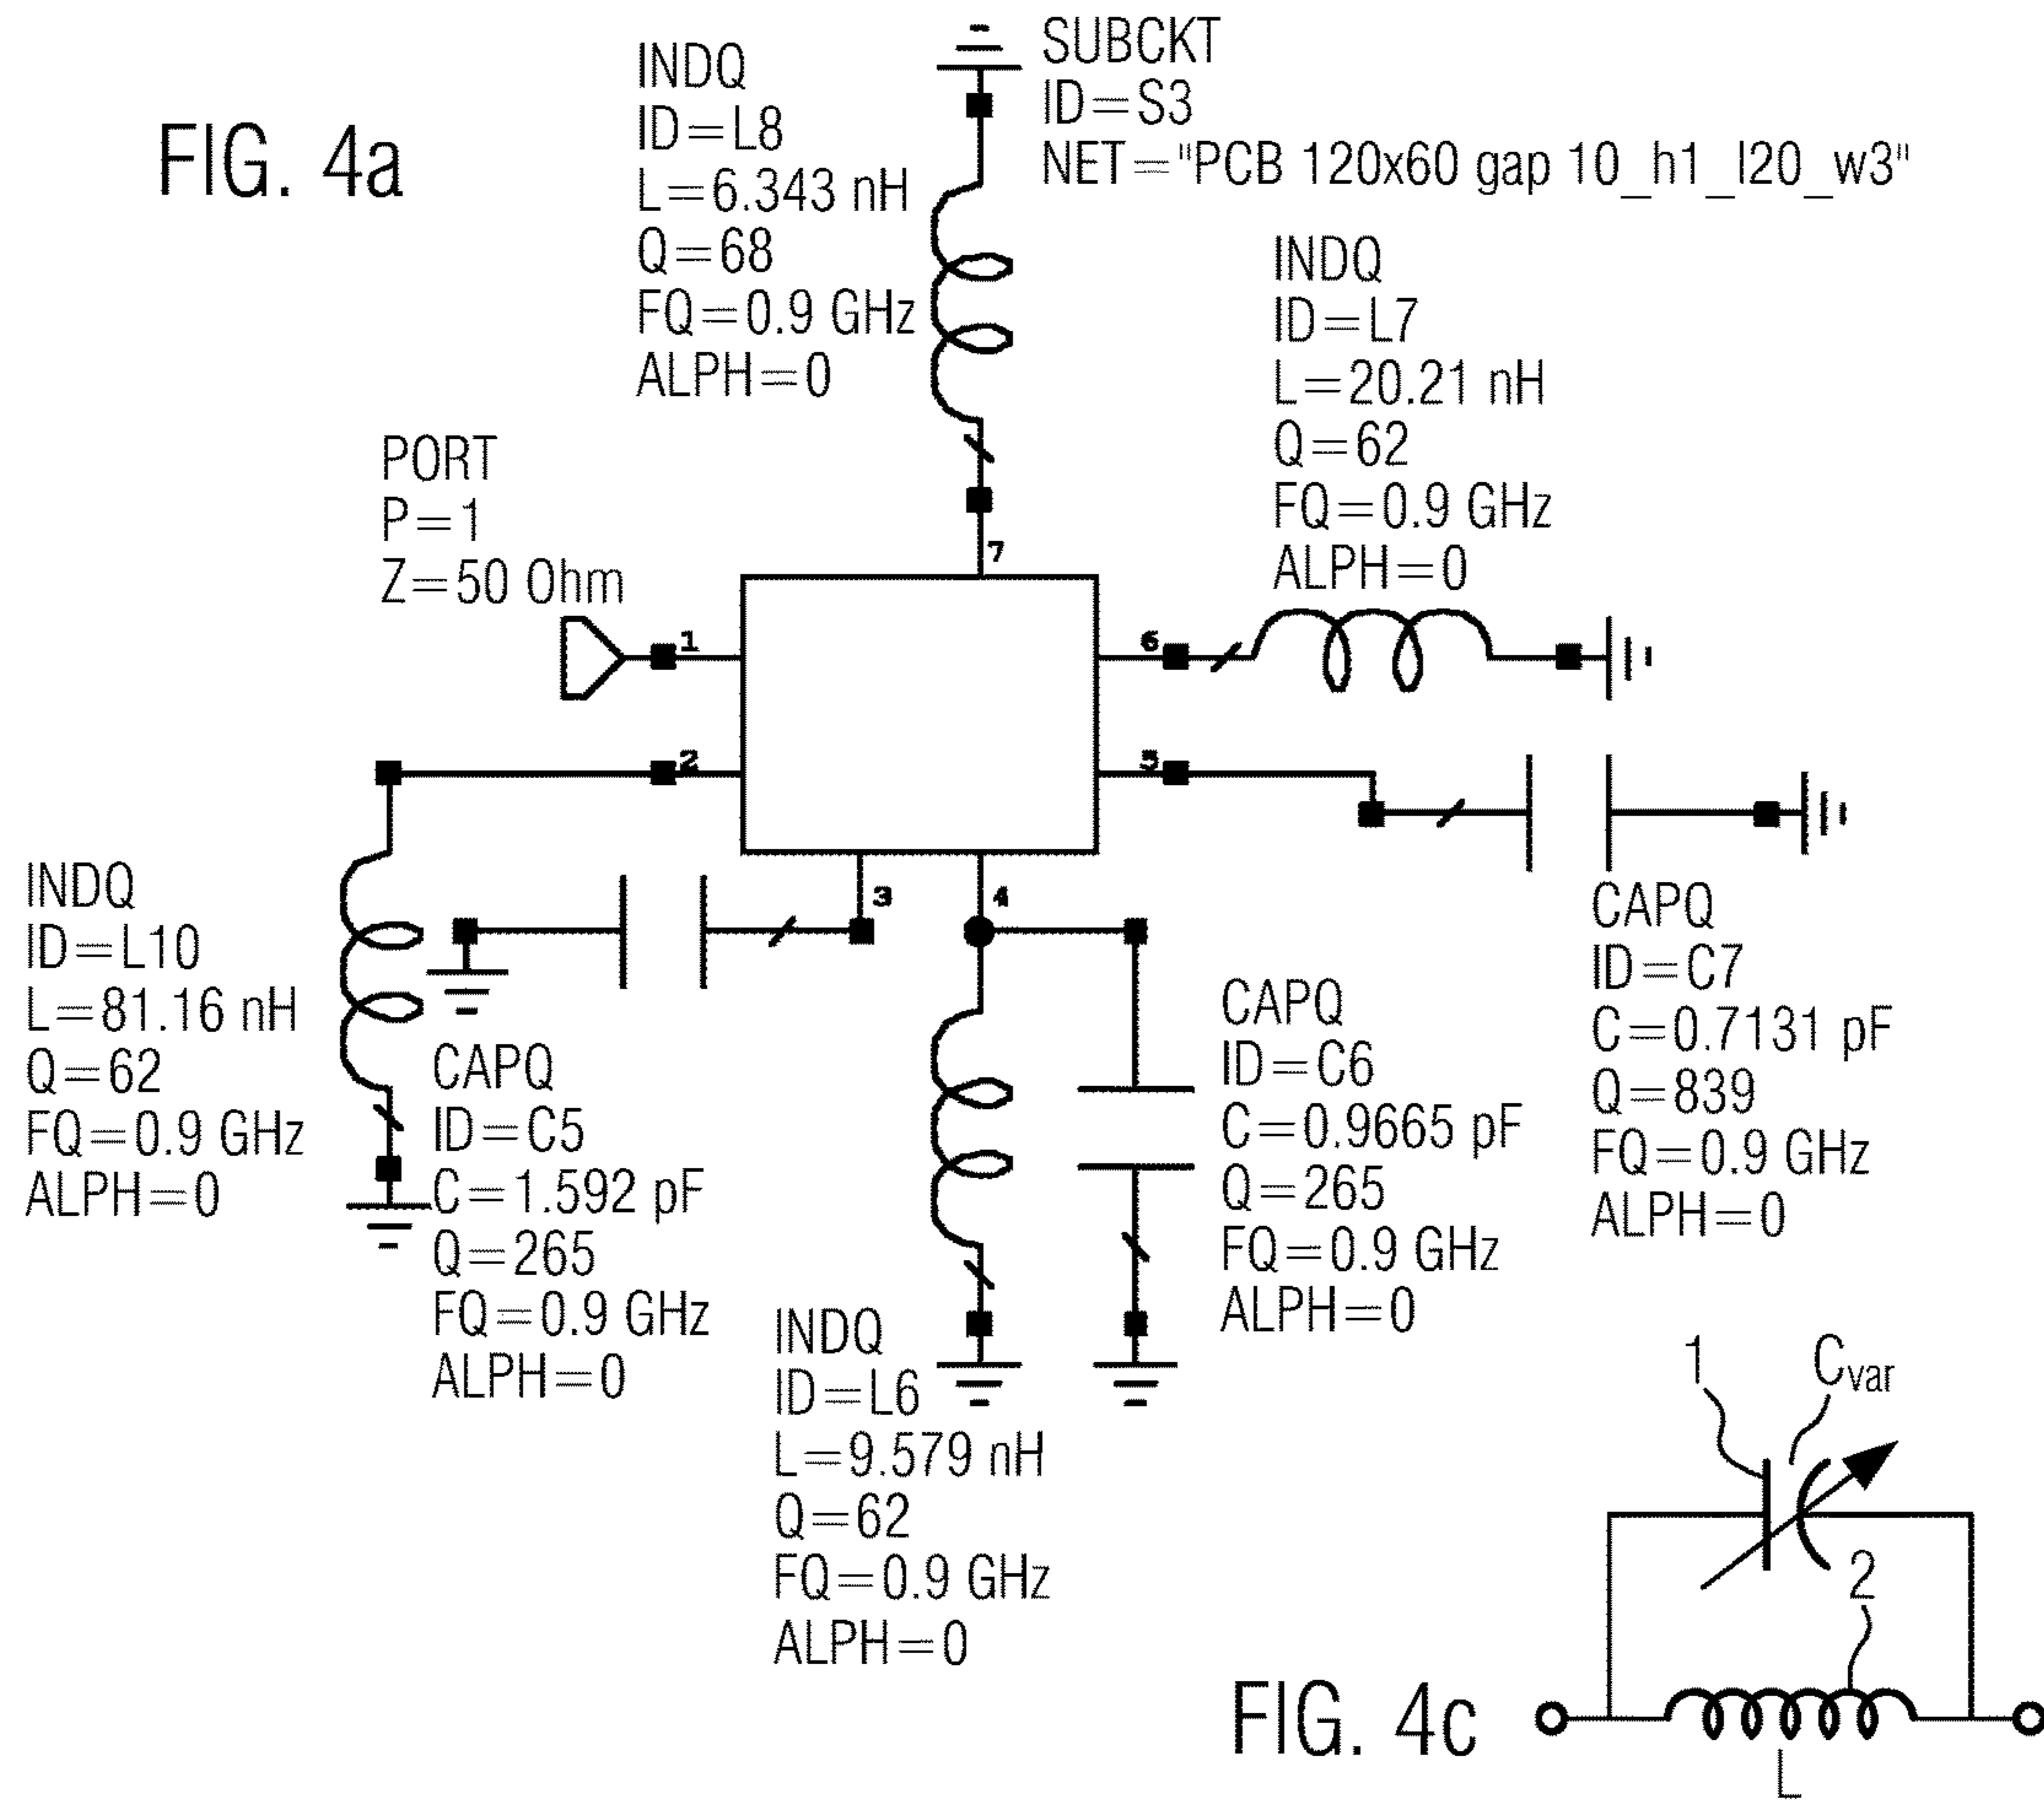 FIG. 4a
INDQ
ID=L8
L=6.343 nH
Q=68
FQ=0.9 GHz
ALPH=0
SUBCKT
ID=S3
NET="PCB 120x60 gap 10_h1_l20_w3"
INDQ
ID=L7
L=20.21 nH
Q=62
FQ=0.9 GHz
ALPH=0
PORT
P=1
Z=50 Ohm
7
1
6
2
5
3
4
INDQ
ID=L10
L=81.16 nH
Q=62
FQ=0.9 GHz
ALPH=0
CAPQ
ID=C5
C=1.592 pF
Q=265
FQ=0.9 GHz
ALPH=0
INDQ
ID=L6
L=9.579 nH
Q=62
FQ=0.9 GHz
ALPH=0
CAPQ
ID=C6
C=0.9665 pF
Q=265
FQ=0.9 GHz
ALPH=0
CAPQ
ID=C7
C=0.7131 pF
Q=839
FQ=0.9 GHz
ALPH=0
1
Cvar
2
L
FIG. 4c